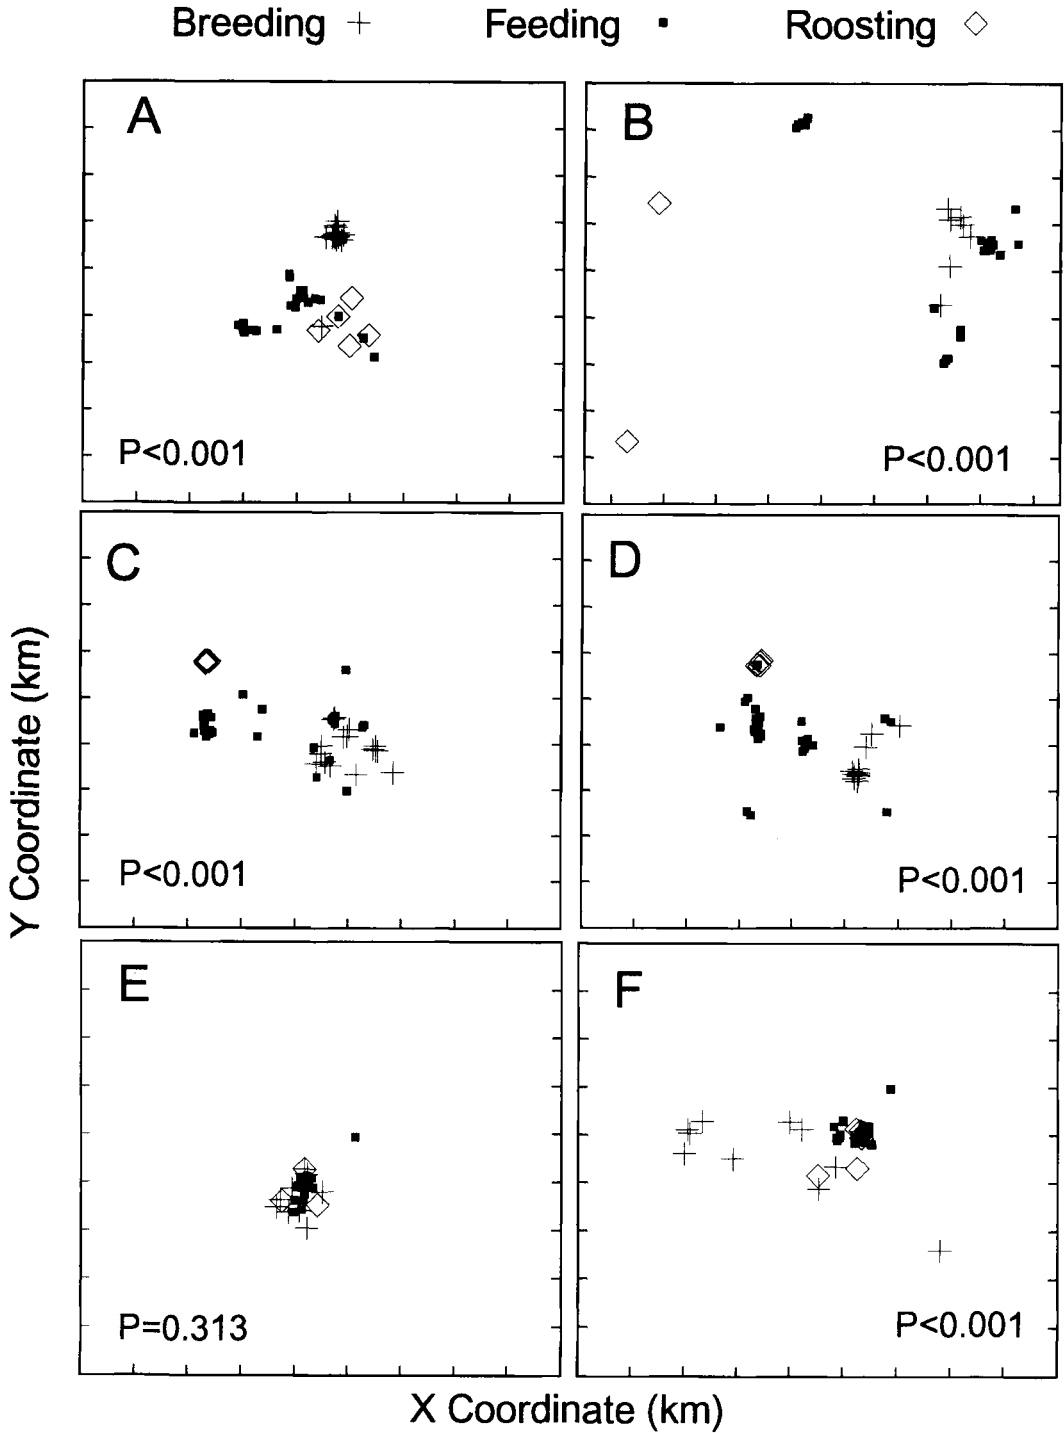 Breeding Feeding Roosting
A
B
P<0.001
P<0.001
C
D
P<0.001
P<0.001
E
F
P=0.313
P<0.001
Y Coordinate (km)
X Coordinate (km)